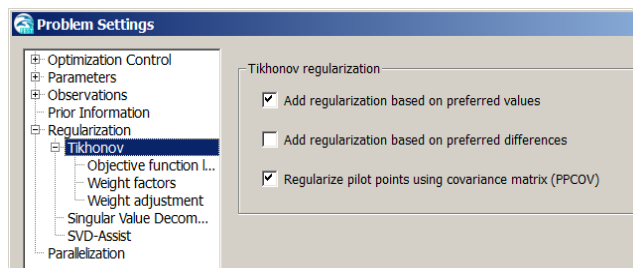 Problem Settings
Optimization Control
Parameters
Observations
Prior Information
Regularization
Tikhonov
Objective function l...
Weight factors
Weight adjustment
Singular Value Decom...
SVD-Assist
Parallelization
Tikhonov regularization
Add regularization based on preferred values
Add regularization based on preferred differences
Regularize pilot points using covariance matrix (PPCOV)